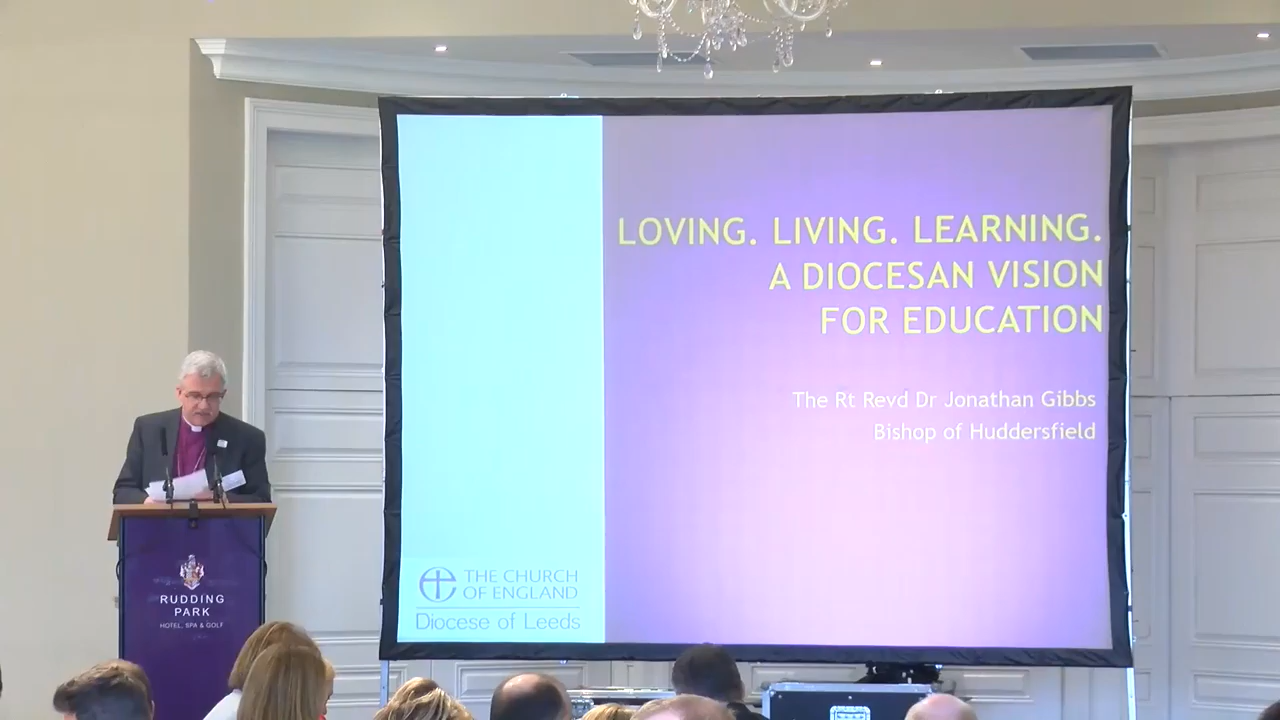 LOVING. LIVING. LEARNING.
A DIOCESAN VISION
FOR EDUCATION
The Rt Revd Dr Jonathan Gibbs
Bishop of Huddersfield
THE CHURCH
OF ENGLAND
Diocese of Leeds
RUDDING
PARK
HOTEL, SPA & GOLF